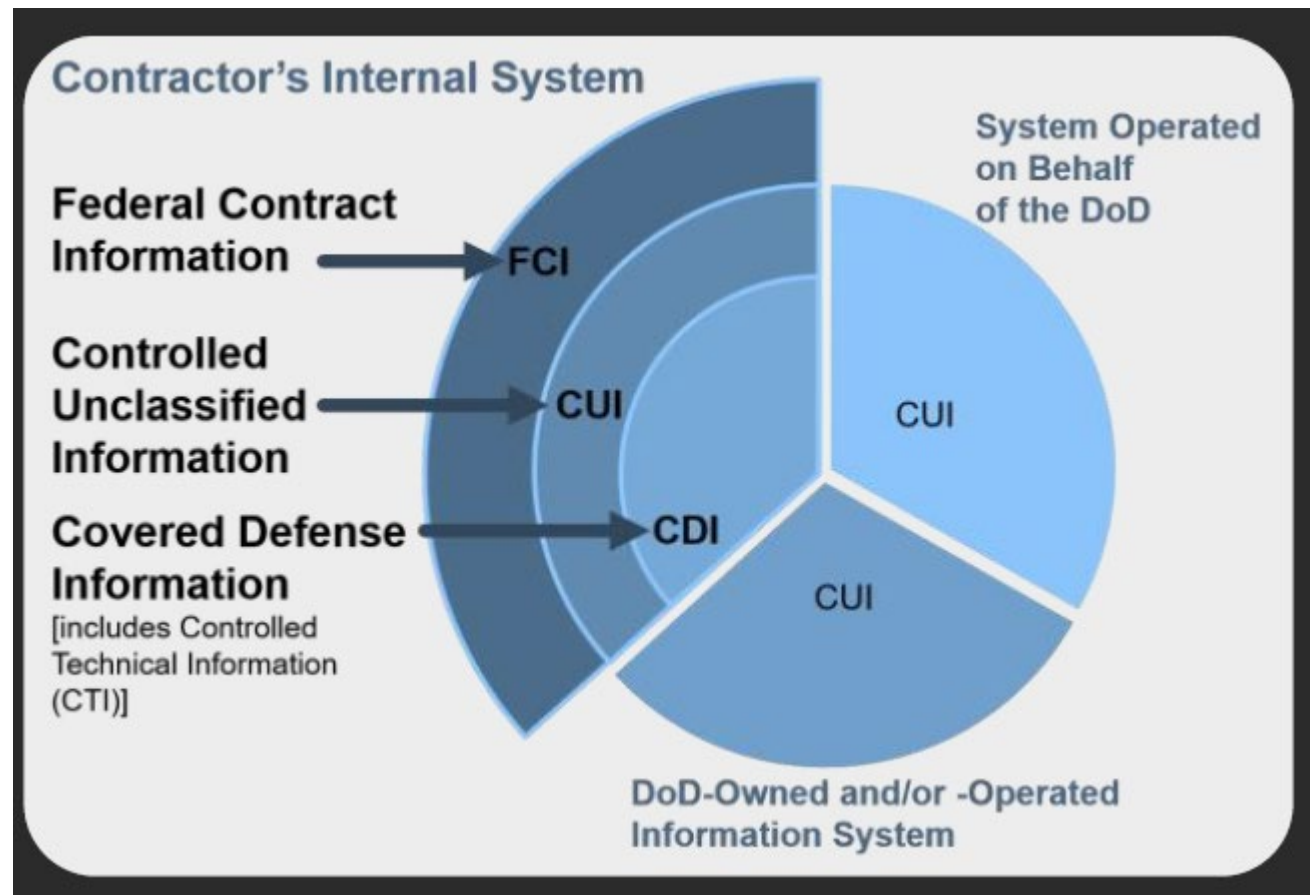 Contractor's Internal System
System Operated
on Behalf
of the DoD
Federal Contract
Information
FCI
Controlled
Unclassified
Information
CUI
CUI
Covered Defense
Information
[includes Controlled
Technical Information
(CTI)]
CDI
CUI
DoD-Owned and/or -Operated
Information System